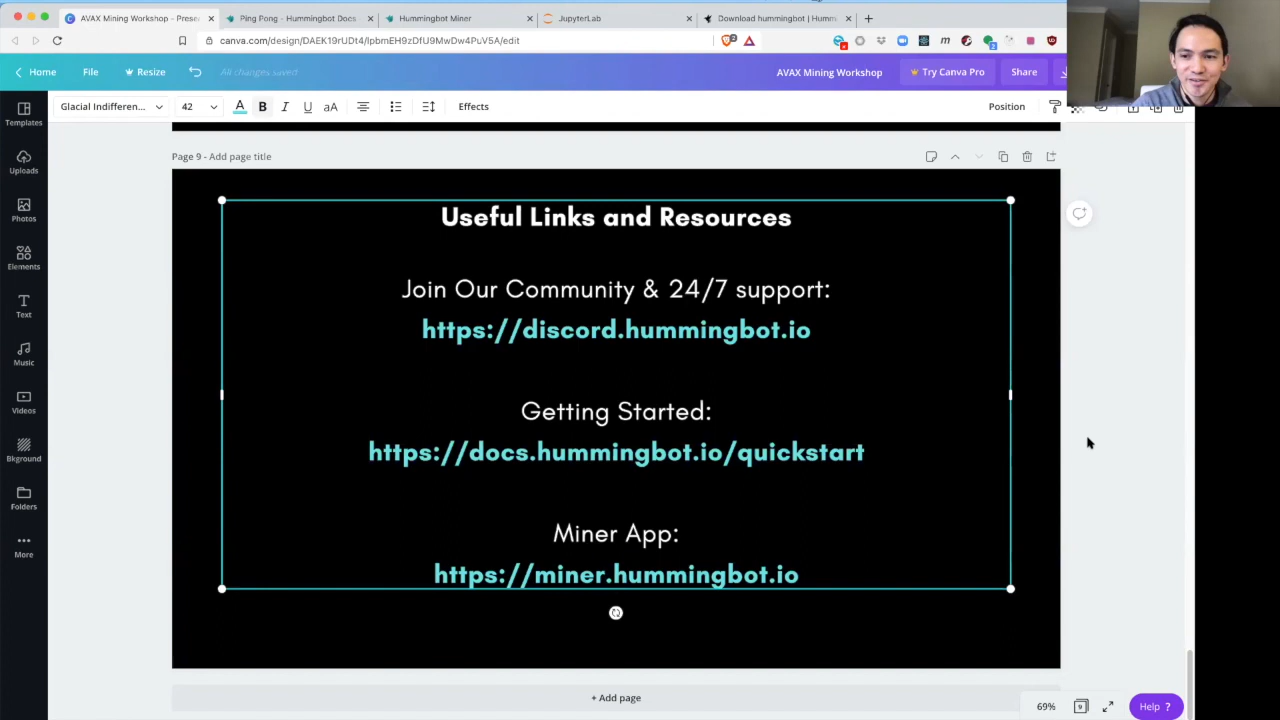 AVAX Mining Workshop - Preser
Ping Pong - Hummingbot Docs
Hummingbot Miner
JupyterLab
Download hummingbot | Humm
canva.com/design/DAEK19rUDt4/lpbmEH9zDfU9MwDw4PuV5A/edit
Home
File
Resize
All changes saved
AVAX Mining Workshop
Try Canva Pro
Share
Glacial Indifferen...
42
A
B
I
U
aA
Effects
Position
Templates
Uploads
Photos
Elements
Text
Music
Videos
Bkground
Folders
More
Page 9 - Add page title
Useful Links and Resources
Join Our Community & 24/7 support:
https://discord.hummingbot.io
Getting Started:
https://docs.hummingbot.io/quickstart
Miner App:
https://miner.hummingbot.io
+ Add page
69%
9
Help ?